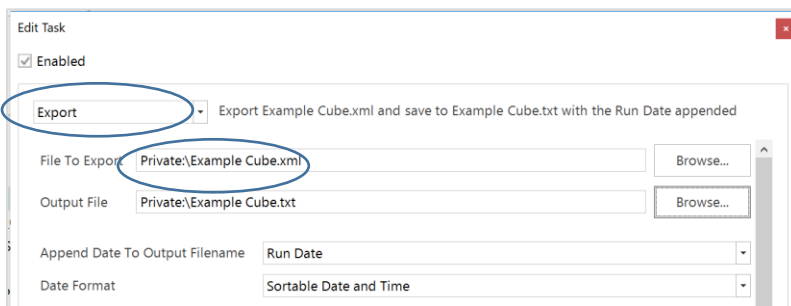 Edit Task
Enabled
Export Export Example Cube.xml and save to Example Cube.txt with the Run Date appended
File To Export Private:\Example Cube.xml Browse...
Output File Private:\Example Cube.txt Browse...
Append Date To Output Filename Run Date
Date Format Sortable Date and Time